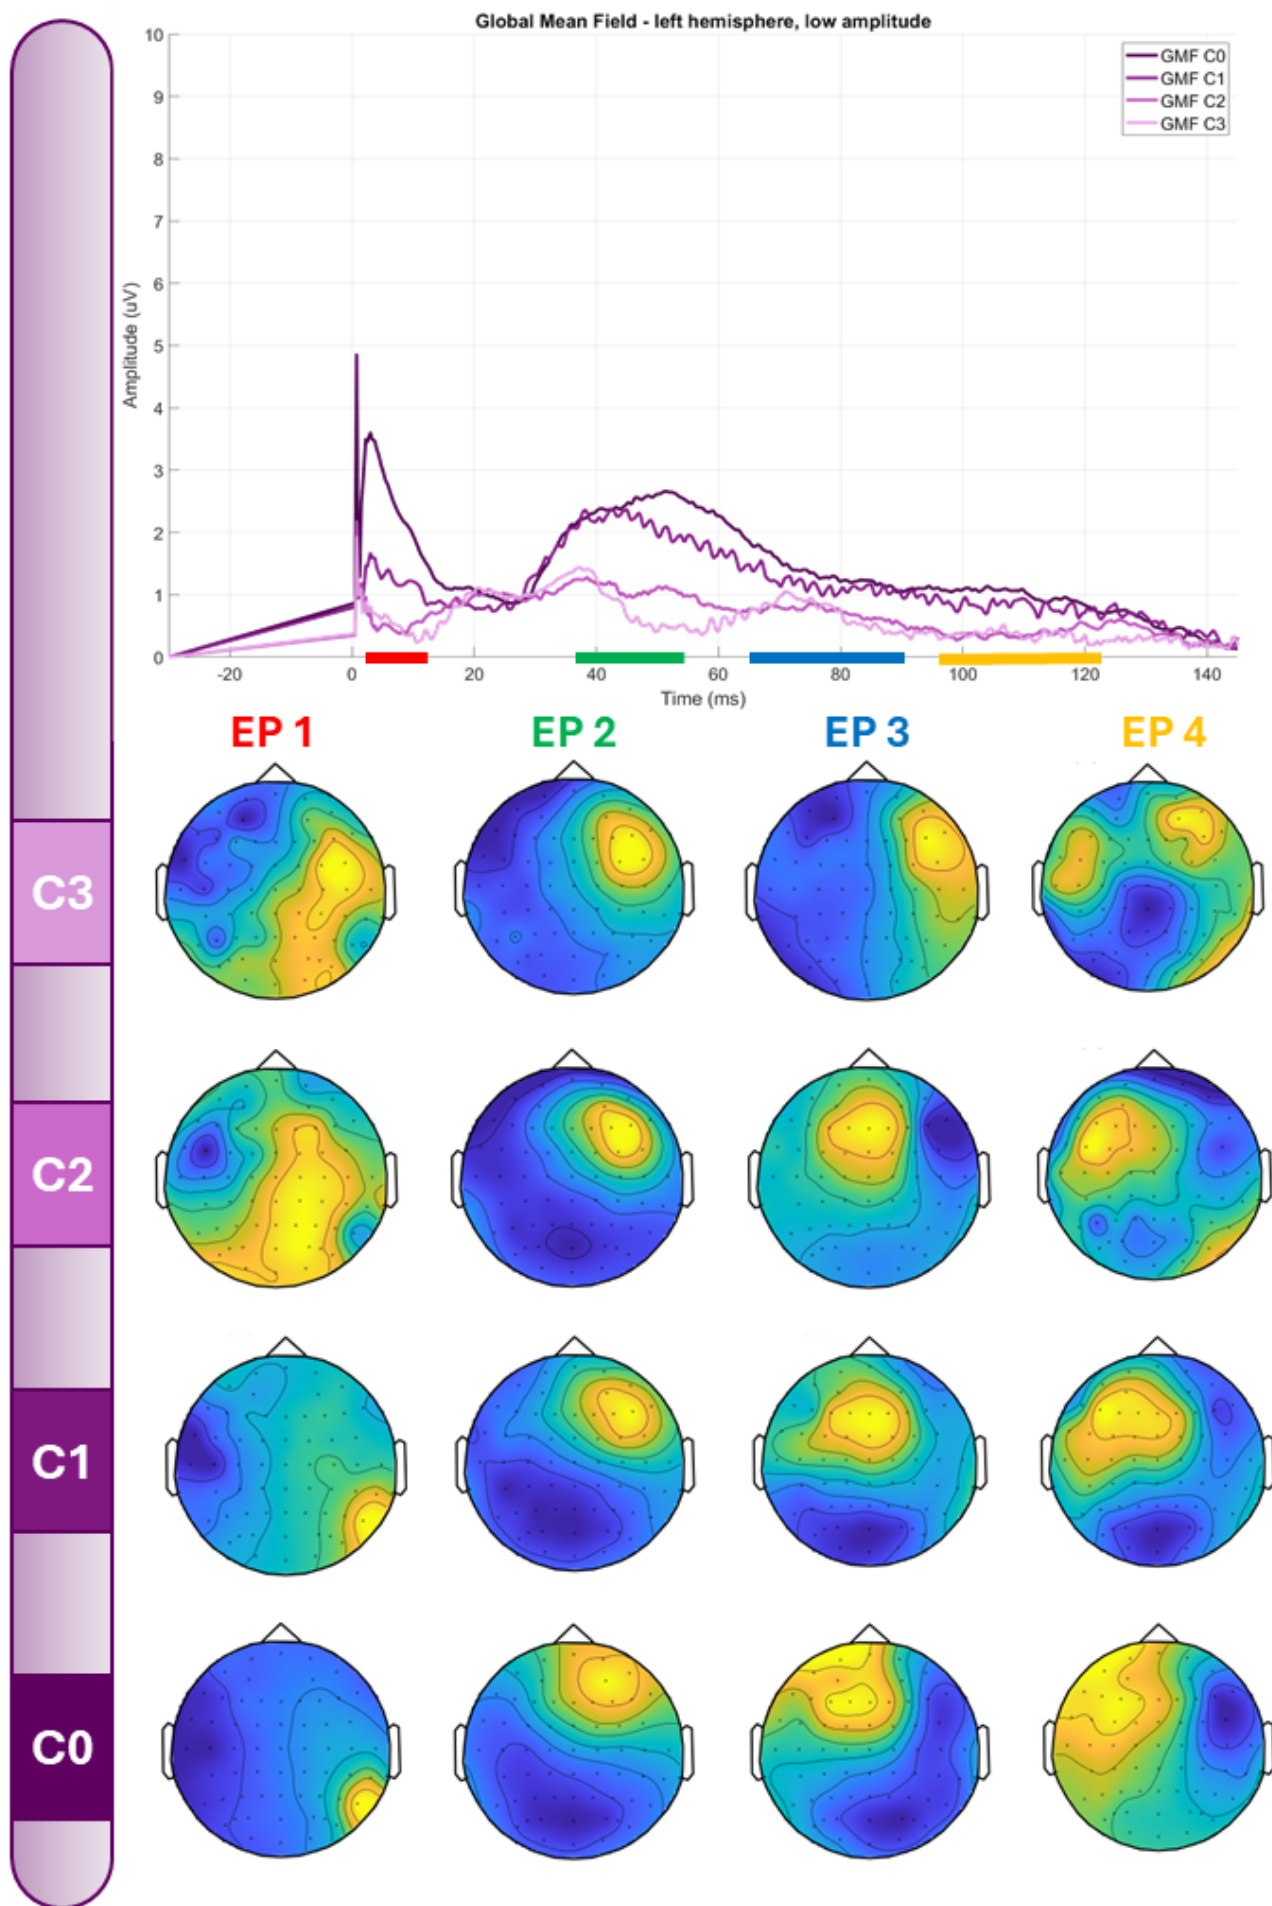 Global Mean Field - left hemisphere, low amplitude
10
9
8
7
6
5
4
3
2
1
0
Amplitude (uV)
GMF C0
GMF C1
GMF C2
GMF C3
-20 0 20 40 60 80 100 120 140
Time (ms)
EP 1 EP 2 EP 3 EP 4
C3
C2
C1
C0